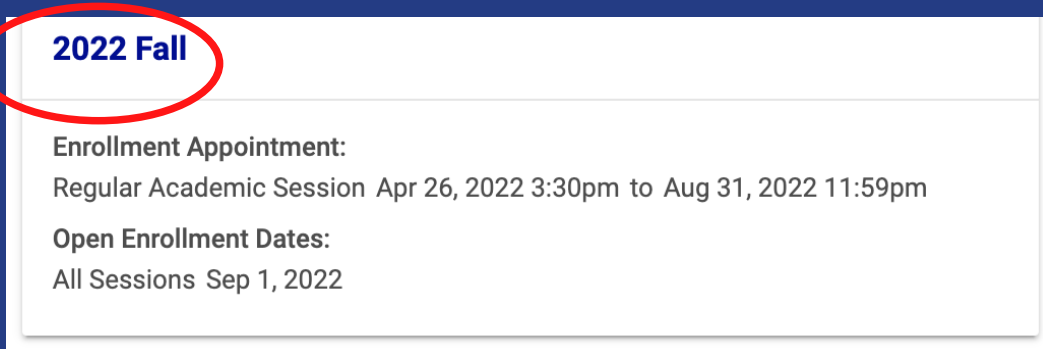 2022 Fall
Enrollment Appointment:
Regular Academic Session Apr 26, 2022 3:30pm to Aug 31, 2022 11:59pm
Open Enrollment Dates:
All Sessions Sep 1, 2022